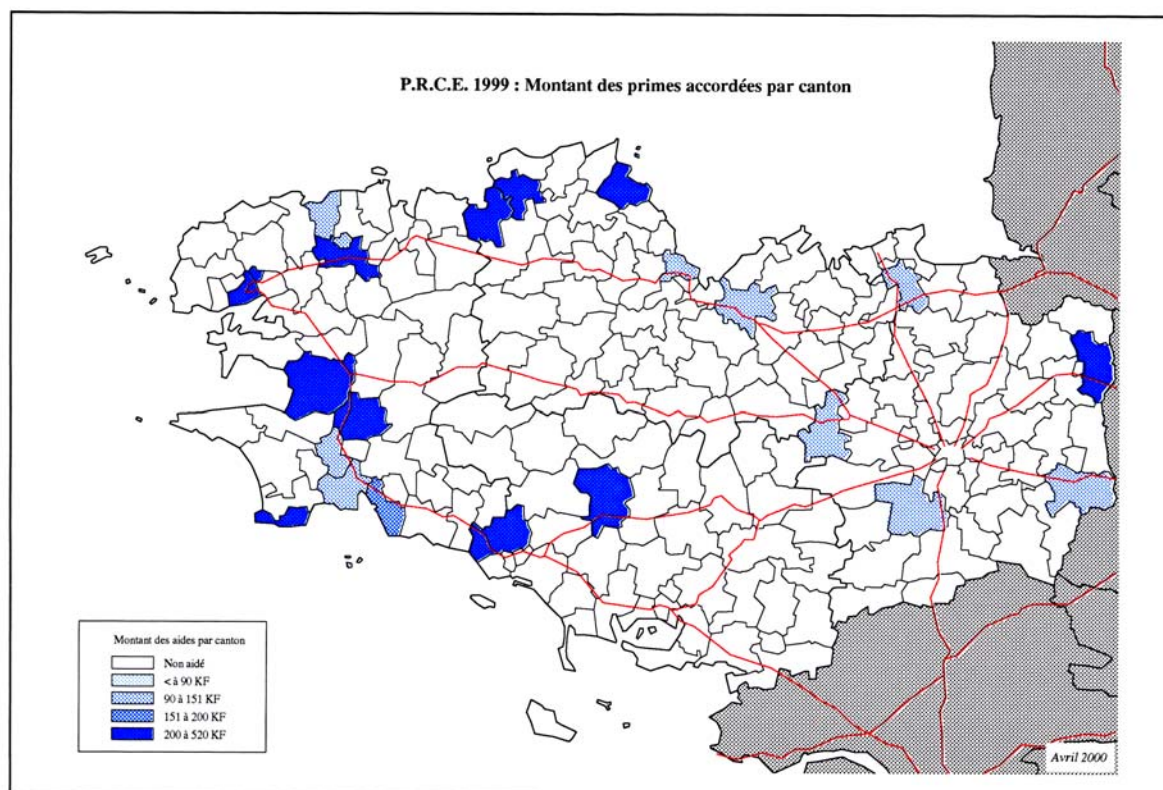 P.R.C.E. 1999 : Montant des primes accordées par canton
Montant des aides par canton
Non aidé
< à 90 KF
90 à 151 KF
151 à 200 KF
200 à 520 KF
Avril 2000